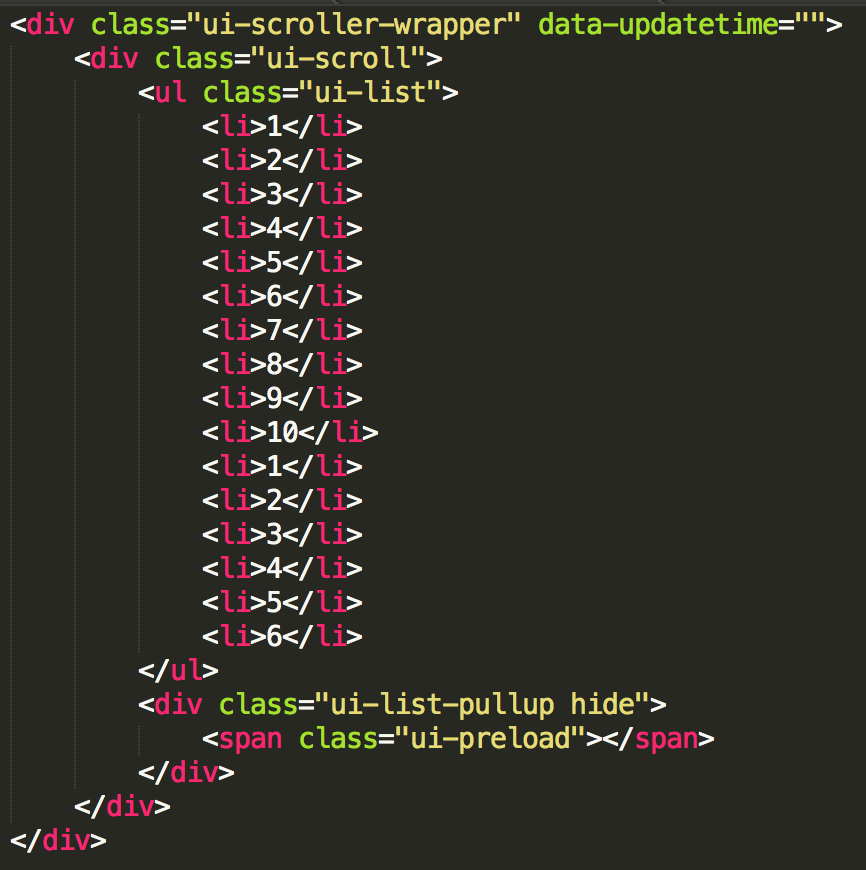 <div class="ui-scroller-wrapper" data-updatetime="">
    <div class="ui-scroll">
        <ul class="ui-list">
            <li>1</li>
            <li>2</li>
            <li>3</li>
            <li>4</li>
            <li>5</li>
            <li>6</li>
            <li>7</li>
            <li>8</li>
            <li>9</li>
            <li>10</li>
            <li>1</li>
            <li>2</li>
            <li>3</li>
            <li>4</li>
            <li>5</li>
            <li>6</li>
        </ul>
        <div class="ui-list-pullup hide">
            <span class="ui-preload"></span>
        </div>
    </div>
</div>